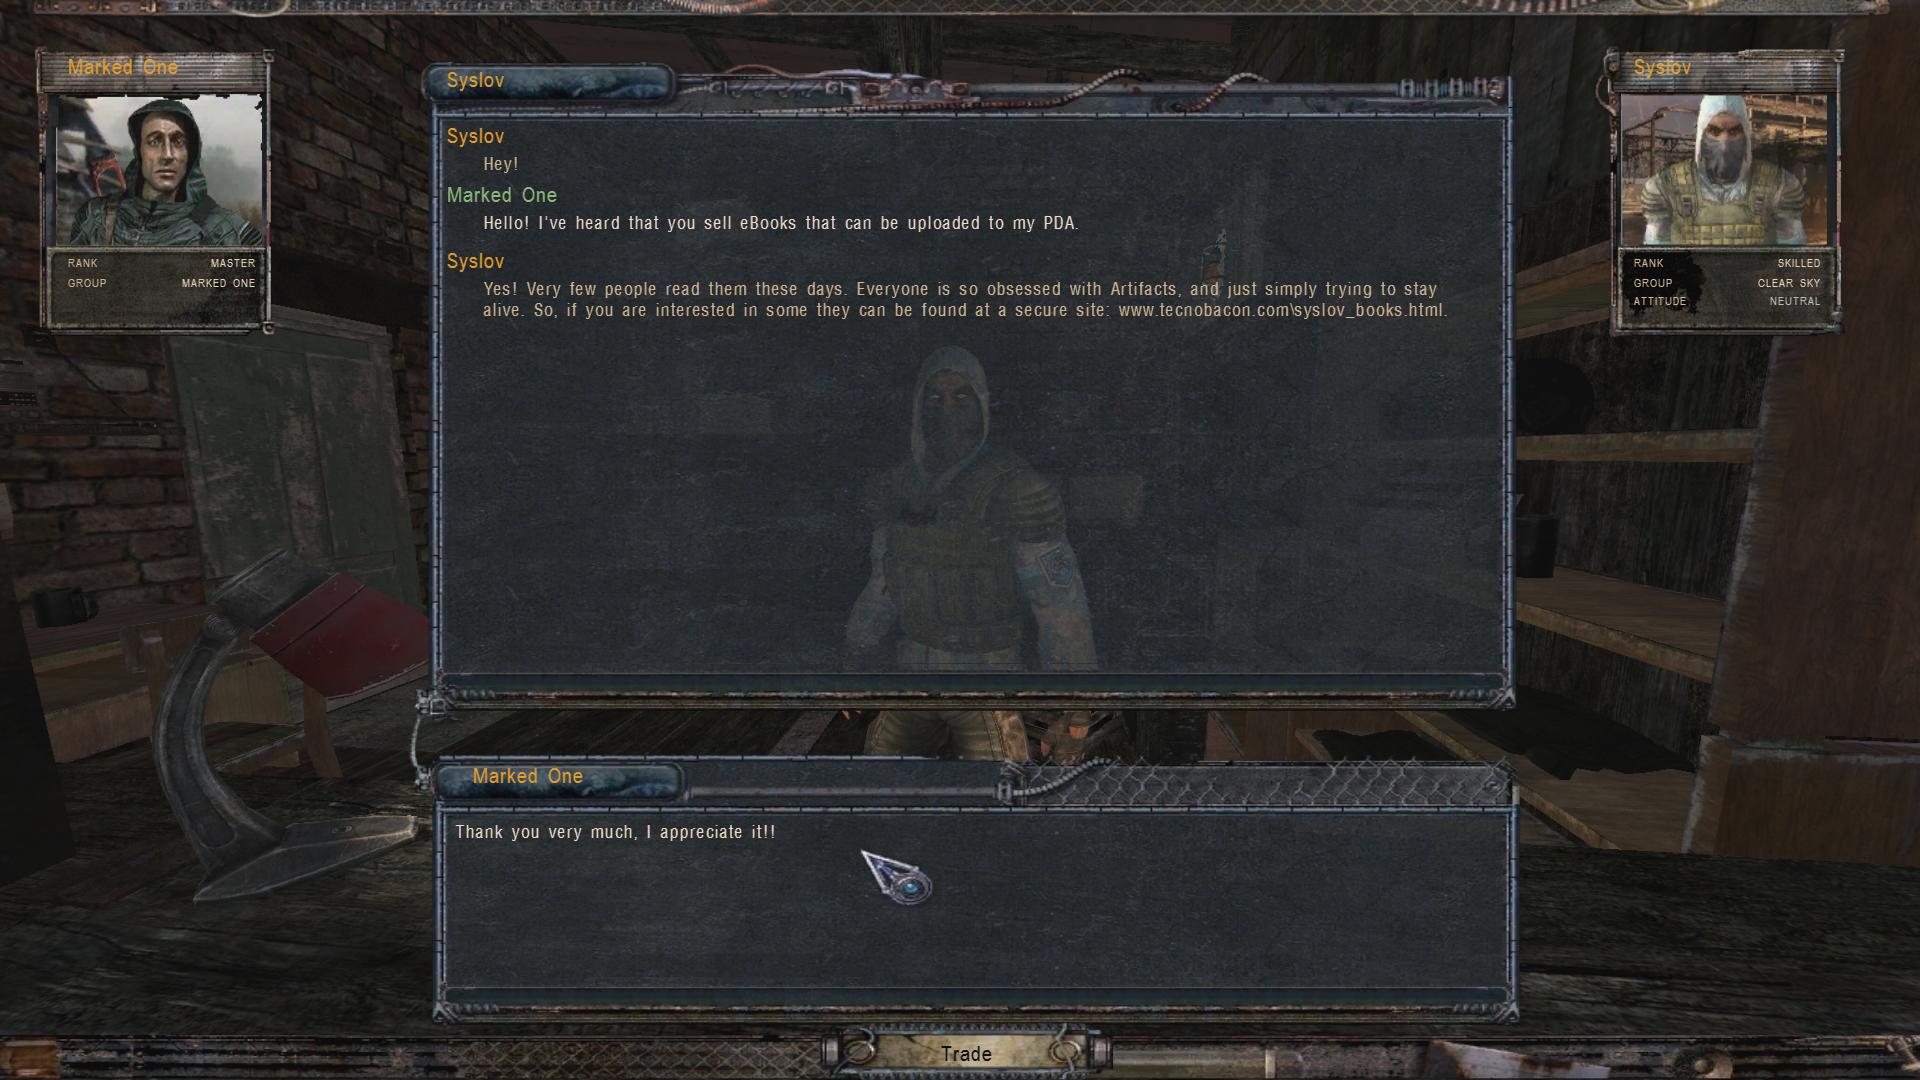 Marked One
RANK MASTER
GROUP MARKED ONE
Syslov
Syslov
Hey!
Marked One
Hello! I've heard that you sell eBooks that can be uploaded to my PDA.
Syslov
Yes! Very few people read them these days. Everyone is so obsessed with Artifacts, and just simply trying to stay
alive. So, if you are interested in some they can be found at a secure site: www.tecnobacon.com\syslov_books.html.
Syslov
RANK SKILLED
GROUP CLEAR SKY
ATTITUDE NEUTRAL
Marked One
Thank you very much, I appreciate it!!
Trade